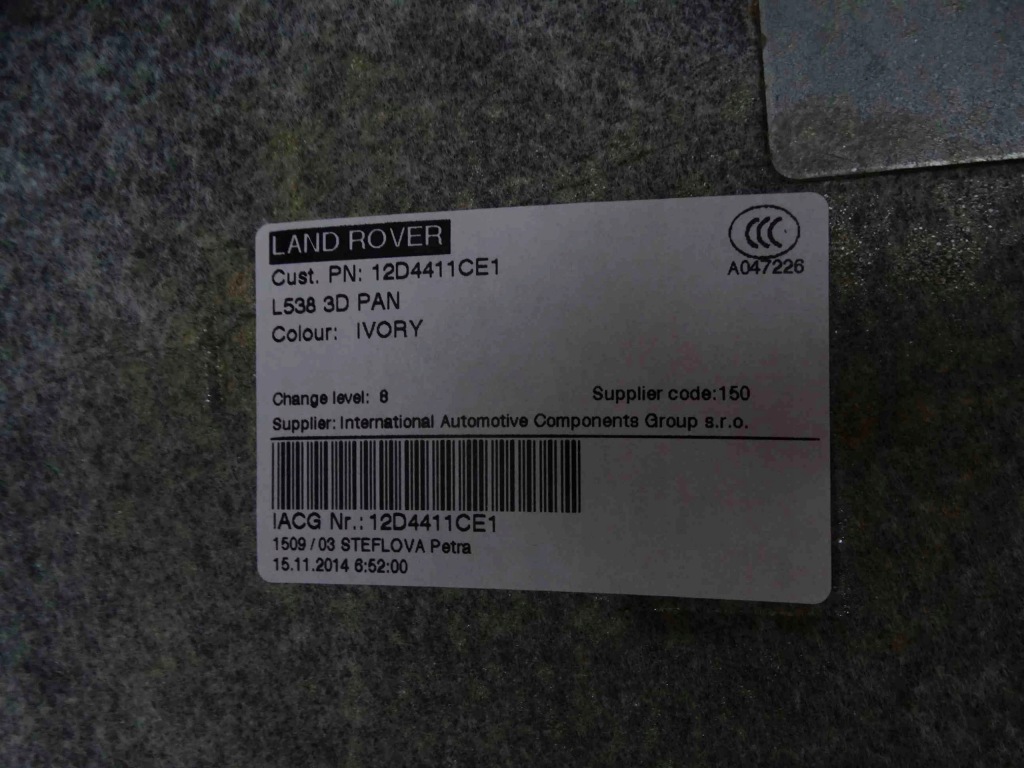 LAND ROVER
CCC
Cust. PN: 12D4411CE1
A047226
L538 3D PAN
Colour: IVORY
Change level: 8
Supplier code:150
Supplier: International Automotive Components Group s.r.o.
IACG Nr.: 12D4411CE1
1509 / 03 STEFLOVA Petra
15.11.2014 6:52:00